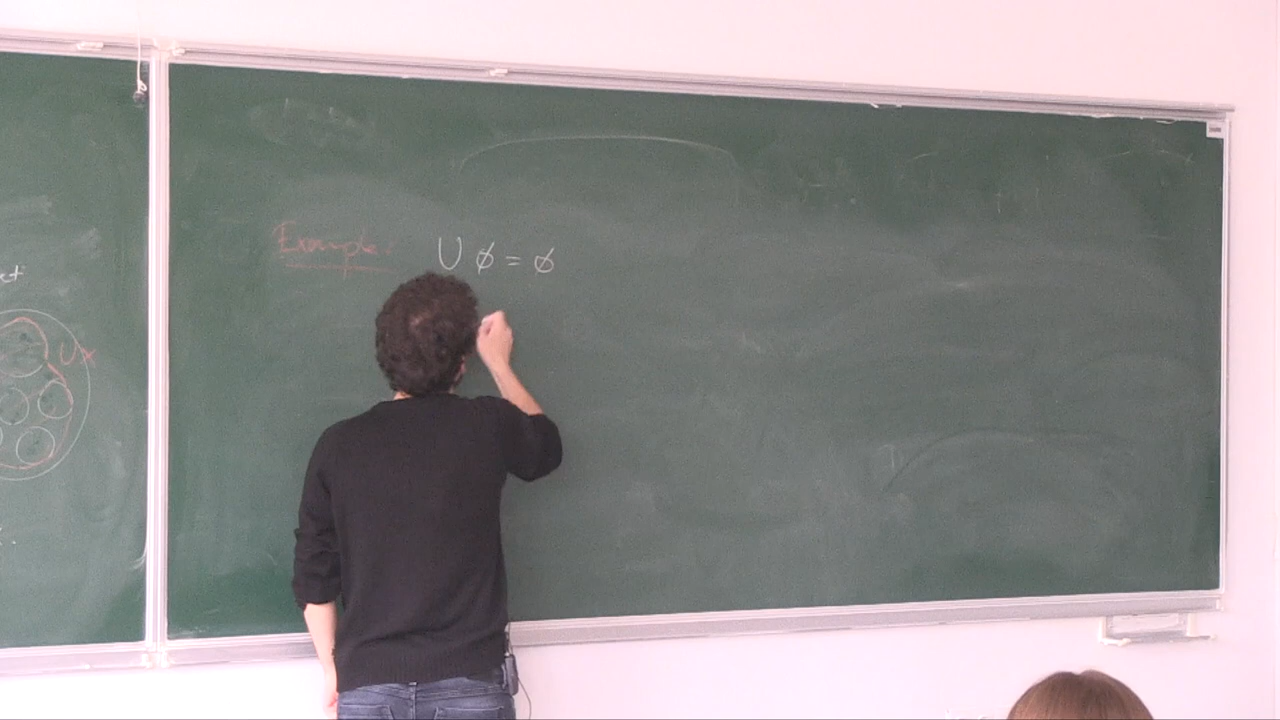 Example: ∪ ∅ = ∅
∪x